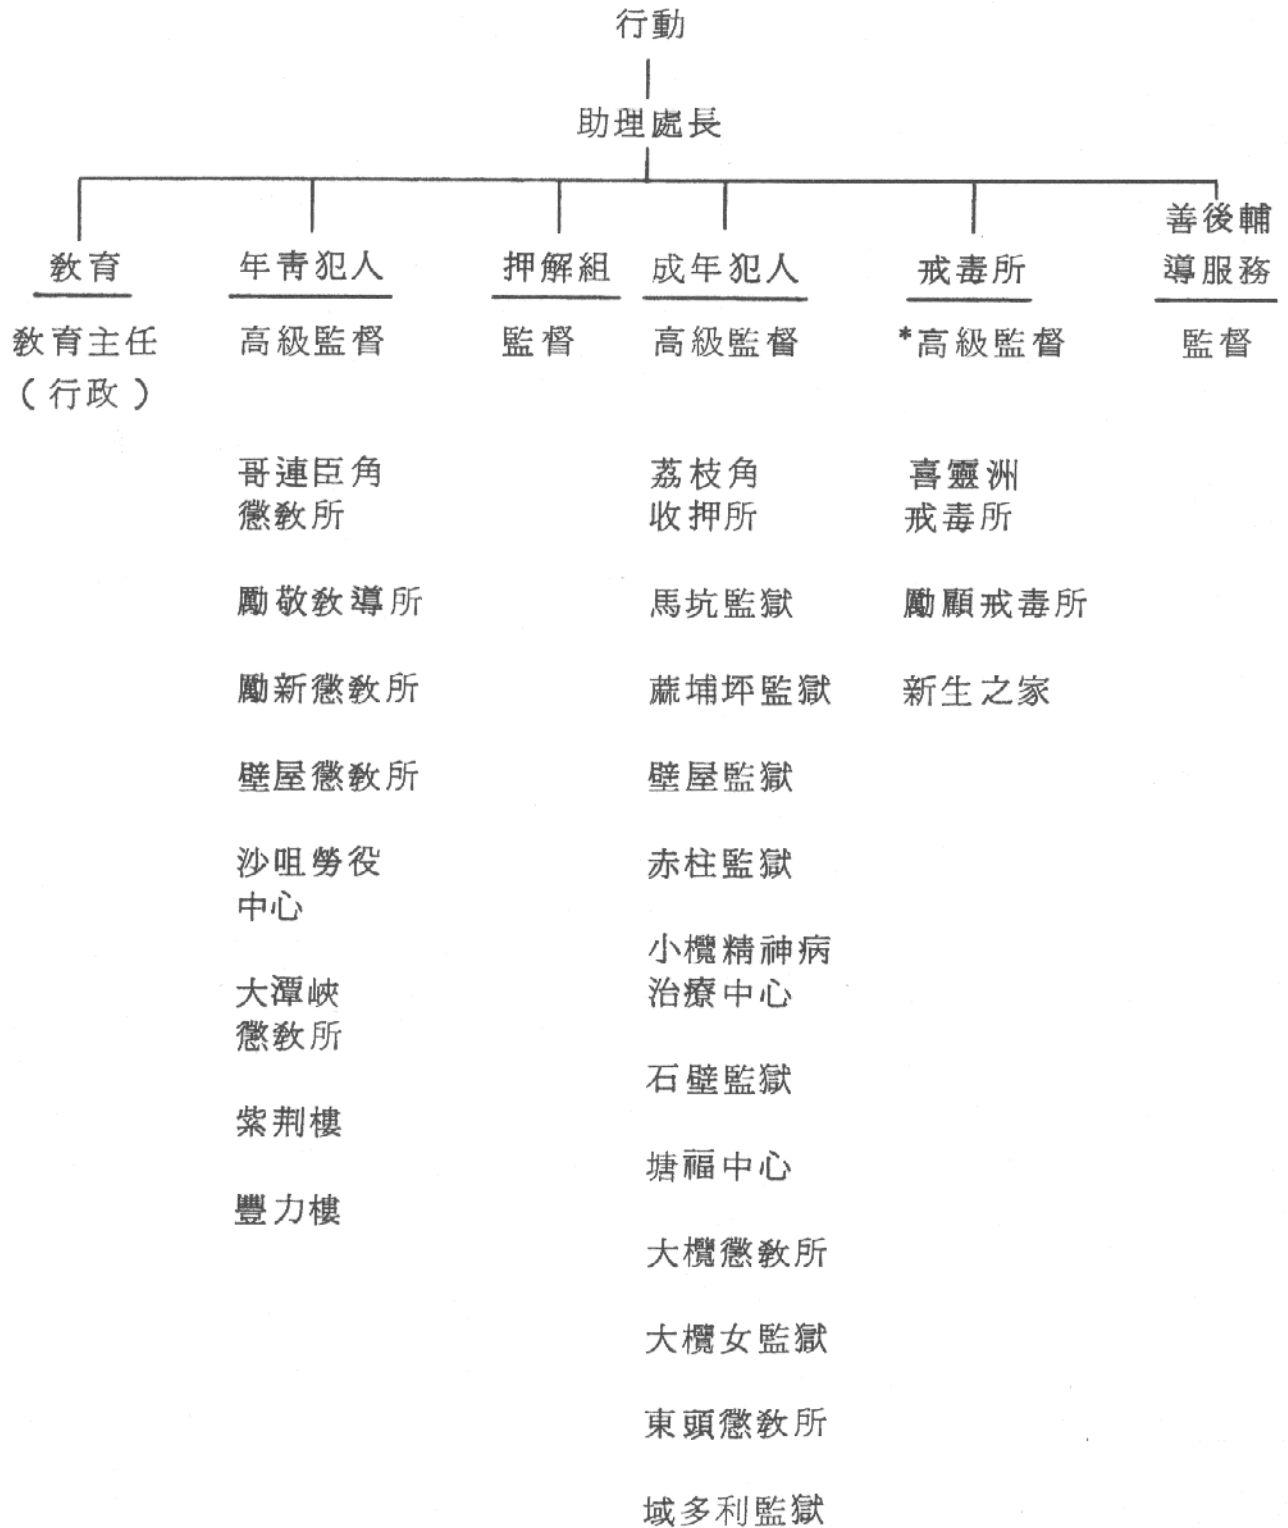 行動
助理處長
教育
教育主任
（行政）
年青犯人
高級監督
哥連臣角
懲教所
勵敬教導所
勵新懲教所
壁屋懲教所
沙咀勞役
中心
大潭峽
懲教所
紫荆樓
豐力樓
押解組
監督
成年犯人
高級監督
荔枝角
收押所
馬坑監獄
蔴埔坪監獄
壁屋監獄
赤柱監獄
小欖精神病
治療中心
石壁監獄
塘福中心
大欖懲教所
大欖女監獄
東頭懲教所
域多利監獄
戒毒所
*高級監督
喜靈洲
戒毒所
勵顧戒毒所
新生之家
善後輔
導服務
監督